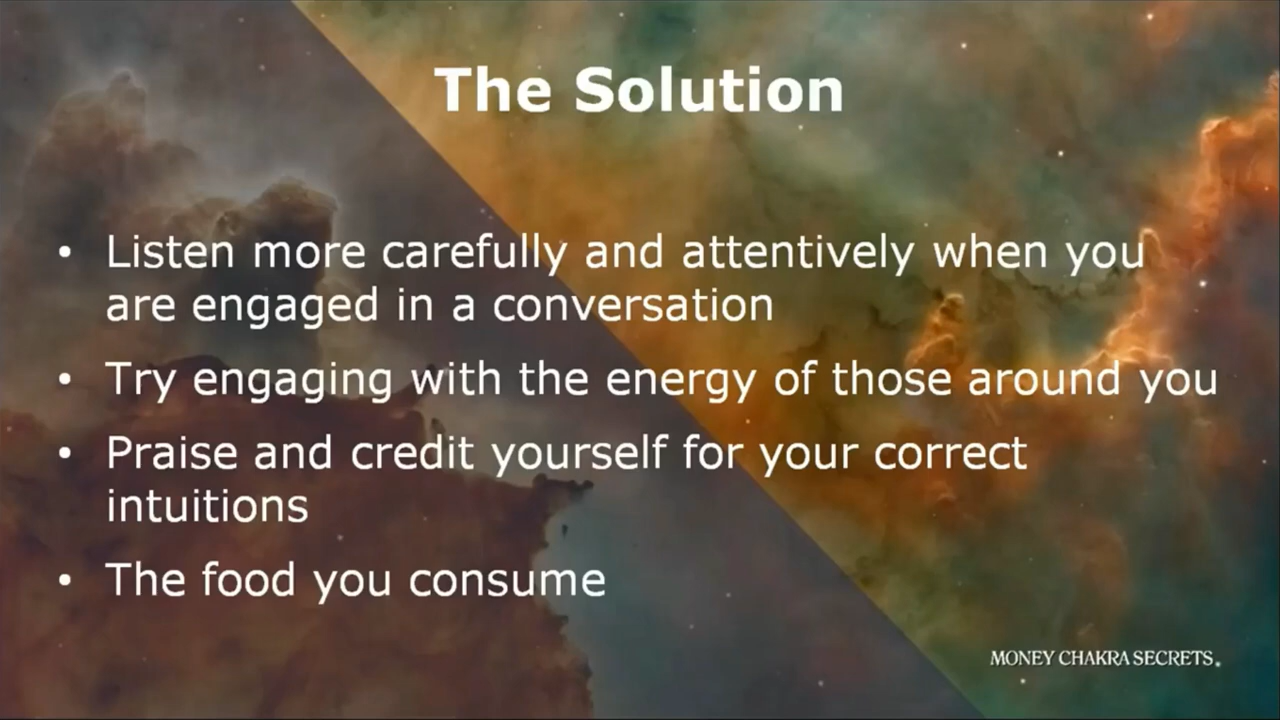 The Solution
• Listen more carefully and attentively when you
are engaged in a conversation
• Try engaging with the energy of those around you
• Praise and credit yourself for your correct
intuitions
• The food you consume
MONEY CHAKRA SECRETS.